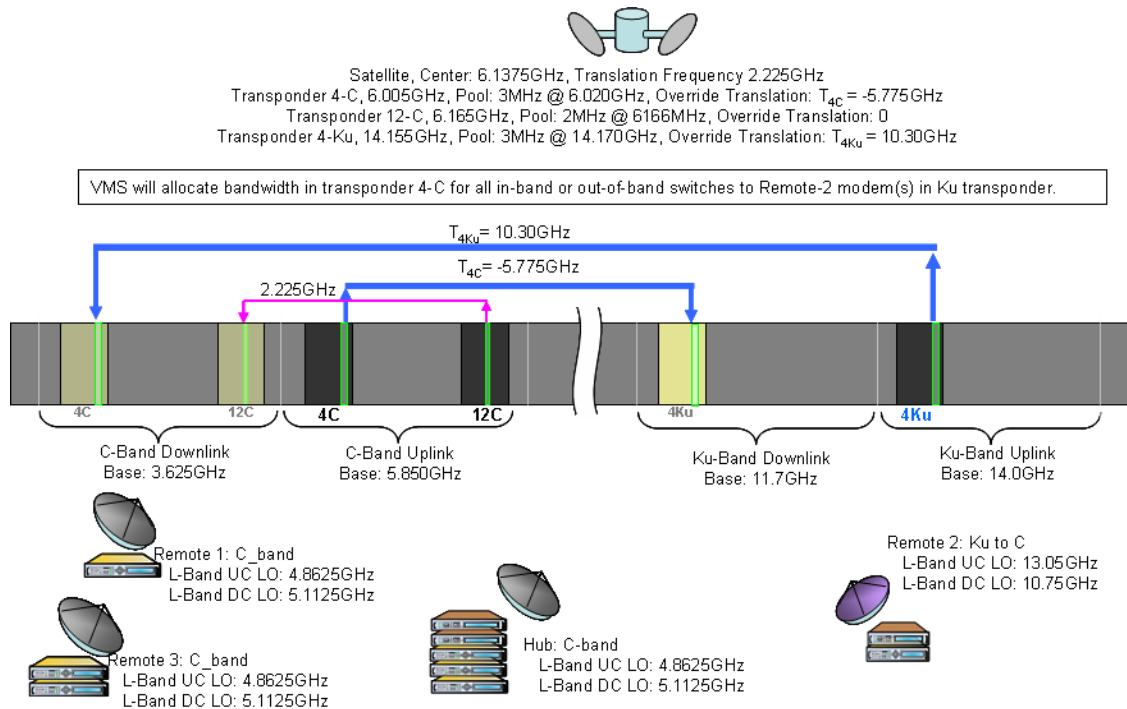 Satellite, Center: 6.1375GHz, Translation Frequency 2.225GHz
Transponder 4-C, 6.005GHz, Pool: 3MHz @ 6.020GHz, Override Translation: T4C = -5.775GHz
Transponder 12-C, 6.165GHz, Pool: 2MHz @ 6166MHz, Override Translation: 0
Transponder 4-Ku, 14.155GHz, Pool: 3MHz @ 14.170GHz, Override Translation: T4Ku = 10.30GHz
VMS will allocate bandwidth in transponder 4-C for all in-band or out-of-band switches to Remote-2 modem(s) in Ku transponder.
T4Ku = 10.30GHz
T4C = -5.775GHz
2.225GHz
4C
12C
4C
12C
4Ku
4Ku
C-Band Downlink
Base: 3.625GHz
C-Band Uplink
Base: 5.850GHz
Ku-Band Downlink
Base: 11.7GHz
Ku-Band Uplink
Base: 14.0GHz
Remote 1: C_band
L-Band UC LO: 4.8625GHz
L-Band DC LO: 5.1125GHz
Remote 2: Ku to C
L-Band UC LO: 13.05GHz
L-Band DC LO: 10.75GHz
Hub: C-band
L-Band UC LO: 4.8625GHz
L-Band DC LO: 5.1125GHz
Remote 3: C_band
L-Band UC LO: 4.8625GHz
L-Band DC LO: 5.1125GHz